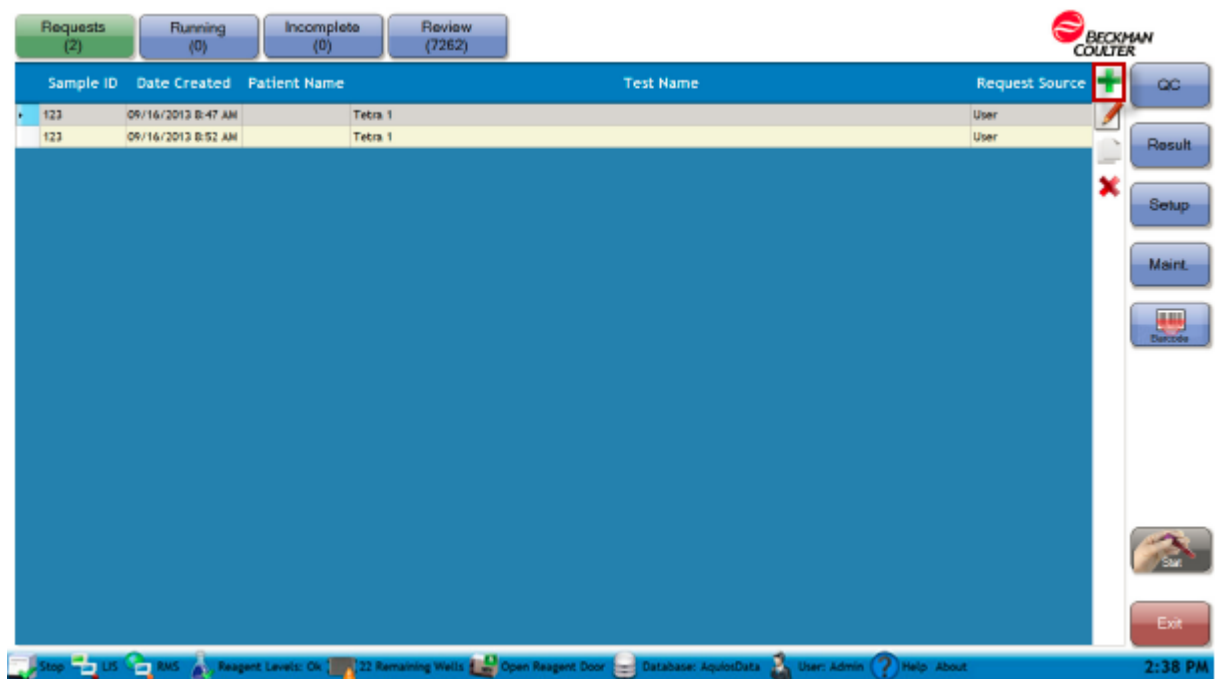 Requests
(2)
Running
(0)
Incomplete
(0)
Review
(7262)
BECKMAN
COULTER
Sample ID Date Created Patient Name Test Name Request Source
123 09/16/2013 8:47 AM Tetra 1 User
123 09/16/2013 8:52 AM Tetra 1 User
QC
Result
Setup
Maint.
Barcode
Stat
Exit
Stop LIS RMS Reagent Levels: Ok 22 Remaining Wells Open Reagent Door Database: AquiosData User: Admin ? Help About 2:38 PM